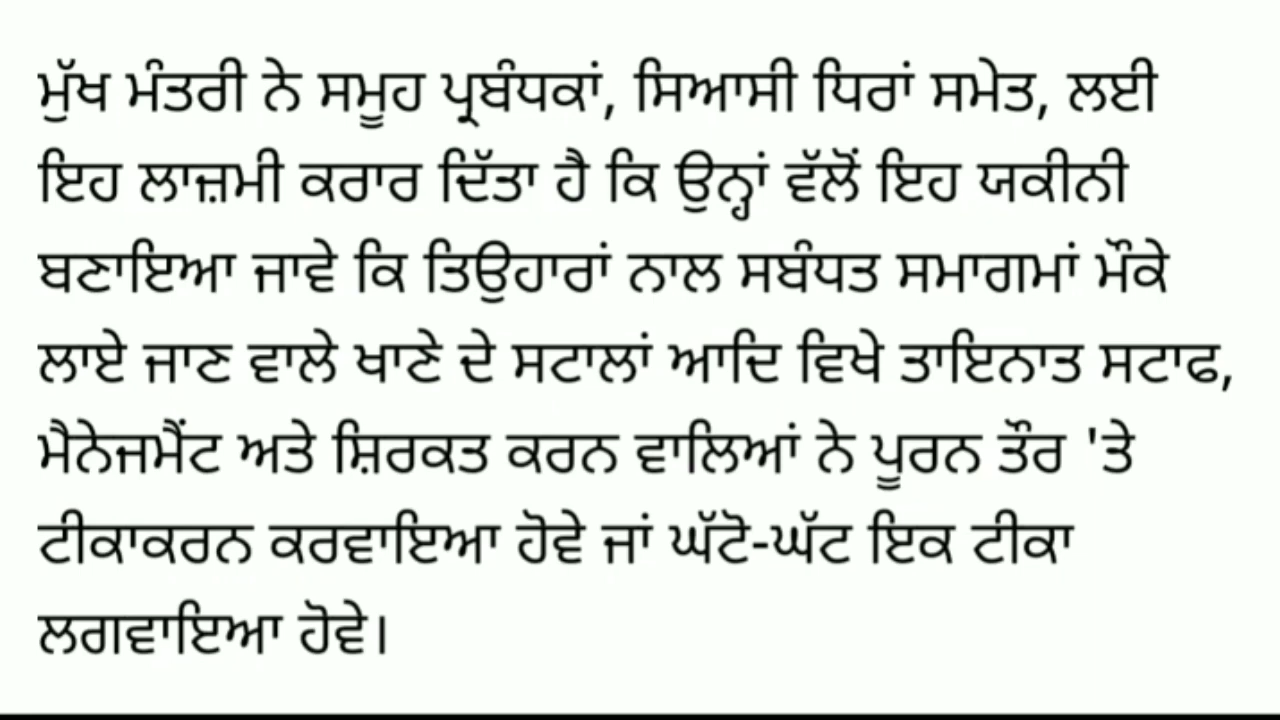 ਮੁੱਖ ਮੰਤਰੀ ਨੇ ਸਮੂਹ ਪ੍ਰਬੰਧਕਾਂ, ਸਿਆਸੀ ਧਿਰਾਂ ਸਮੇਤ, ਲਈ
ਇਹ ਲਾਜ਼ਮੀ ਕਰਾਰ ਦਿੱਤਾ ਹੈ ਕਿ ਉਨ੍ਹਾਂ ਵੱਲੋਂ ਇਹ ਯਕੀਨੀ
ਬਣਾਇਆ ਜਾਵੇ ਕਿ ਤਿਉਹਾਰਾਂ ਨਾਲ ਸਬੰਧਤ ਸਮਾਗਮਾਂ ਮੌਕੇ
ਲਾਏ ਜਾਣ ਵਾਲੇ ਖਾਣੇ ਦੇ ਸਟਾਲਾਂ ਆਦਿ ਵਿਖੇ ਤਾਇਨਾਤ ਸਟਾਫ,
ਮੈਨੇਜਮੈਂਟ ਅਤੇ ਸ਼ਿਰਕਤ ਕਰਨ ਵਾਲਿਆਂ ਨੇ ਪੂਰਨ ਤੌਰ 'ਤੇ
ਟੀਕਾਕਰਨ ਕਰਵਾਇਆ ਹੋਵੇ ਜਾਂ ਘੱਟੋ-ਘੱਟ ਇਕ ਟੀਕਾ
ਲਗਵਾਇਆ ਹੋਵੇ।